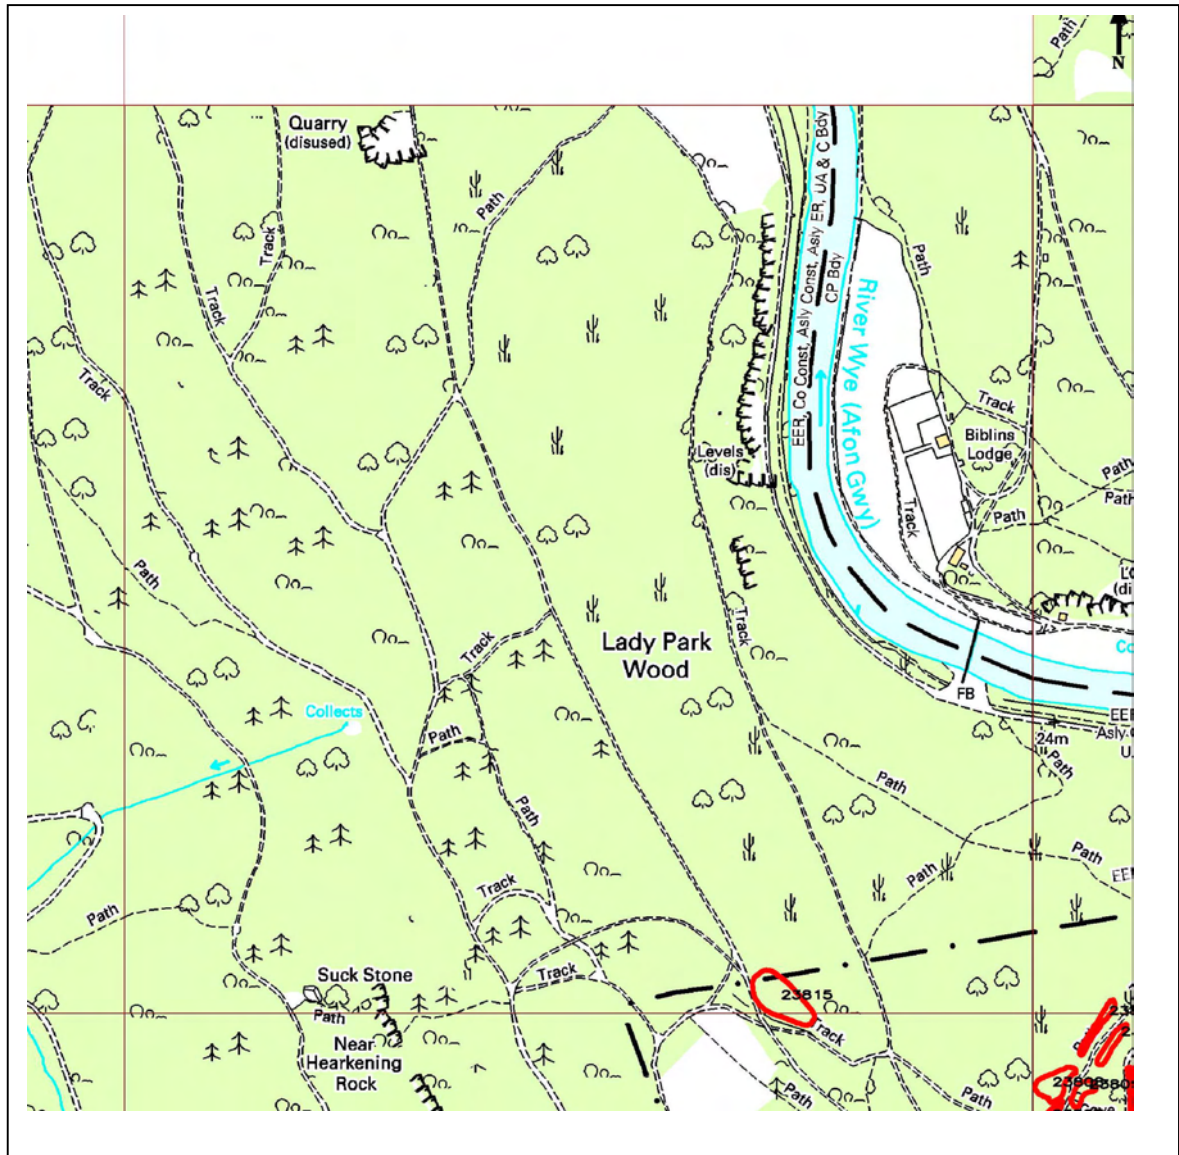 Path
N
Quarry
(disused)
Path
Track
Track
Path
EER, Co Const, Asly Const, Asly ER, UA & C Bdy
CP Bdy
River Wye (Afon Gwy)
Track
Track
Biblins
Lodge
Levels
(dis)
Path
Path
Track
Path
Path
Track
Track
Lady Park
Wood
Collects
FB
24m
Path
Path
Path
Path
Path
Path
Track
Path
Track
Suck Stone
Path
23815
Track
Near
Hearkening
Rock
Path
Path